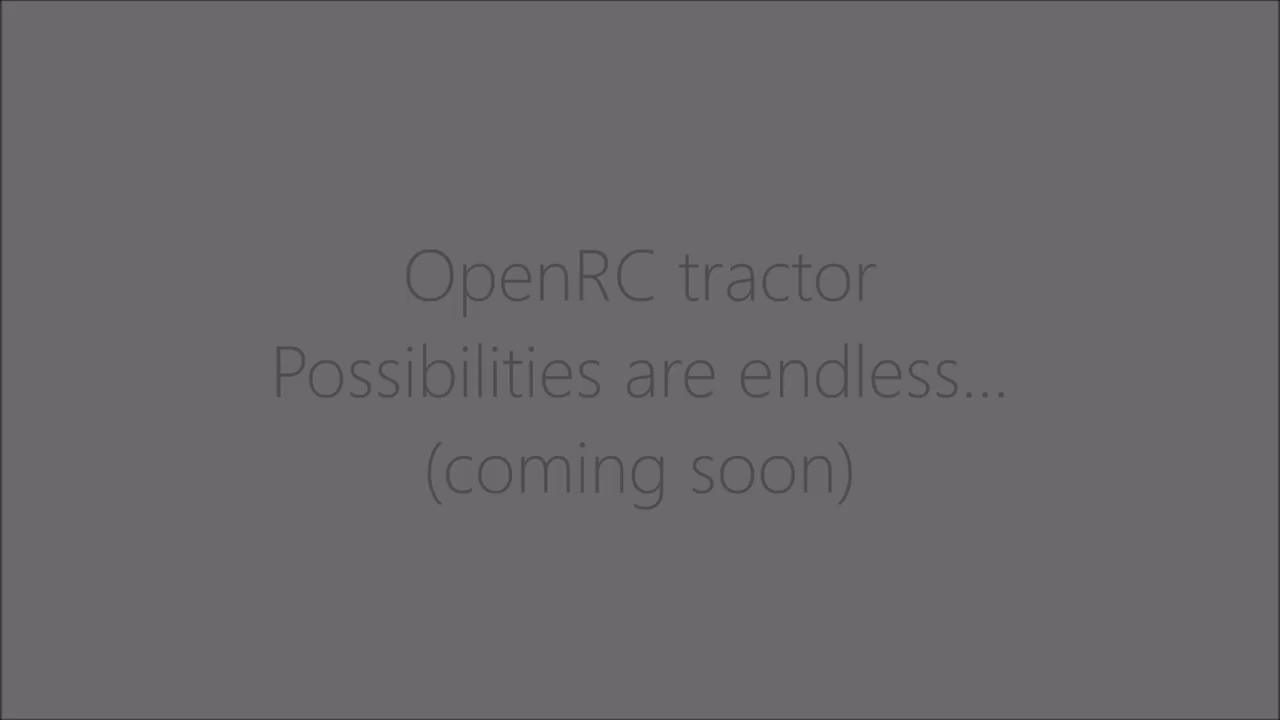 OpenRC tractor
Possibilities are endless...
(coming soon)